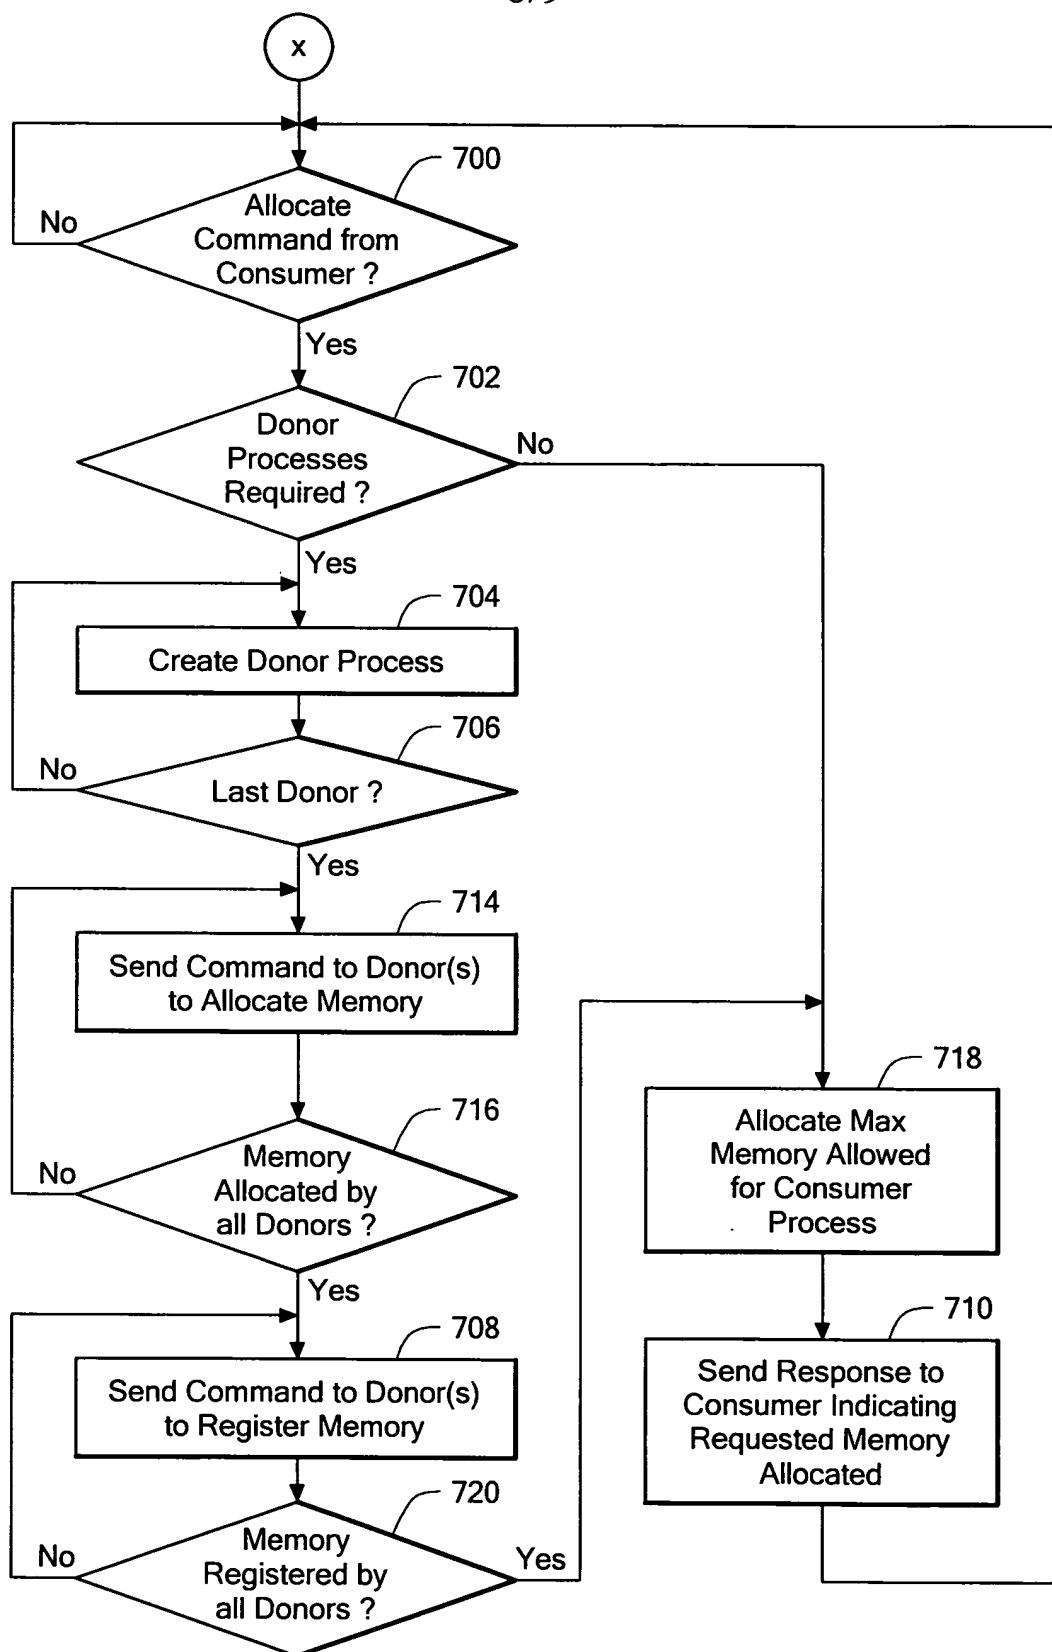 x
700
Allocate
Command from
Consumer ?
No
Yes
702
Donor
Processes
Required ?
No
Yes
704
Create Donor Process
706
Last Donor ?
No
Yes
714
Send Command to Donor(s)
to Allocate Memory
716
Memory
Allocated by
all Donors ?
No
Yes
708
Send Command to Donor(s)
to Register Memory
720
Memory
Registered by
all Donors ?
No
Yes
718
Allocate Max
Memory Allowed
for Consumer
Process
710
Send Response to
Consumer Indicating
Requested Memory
Allocated